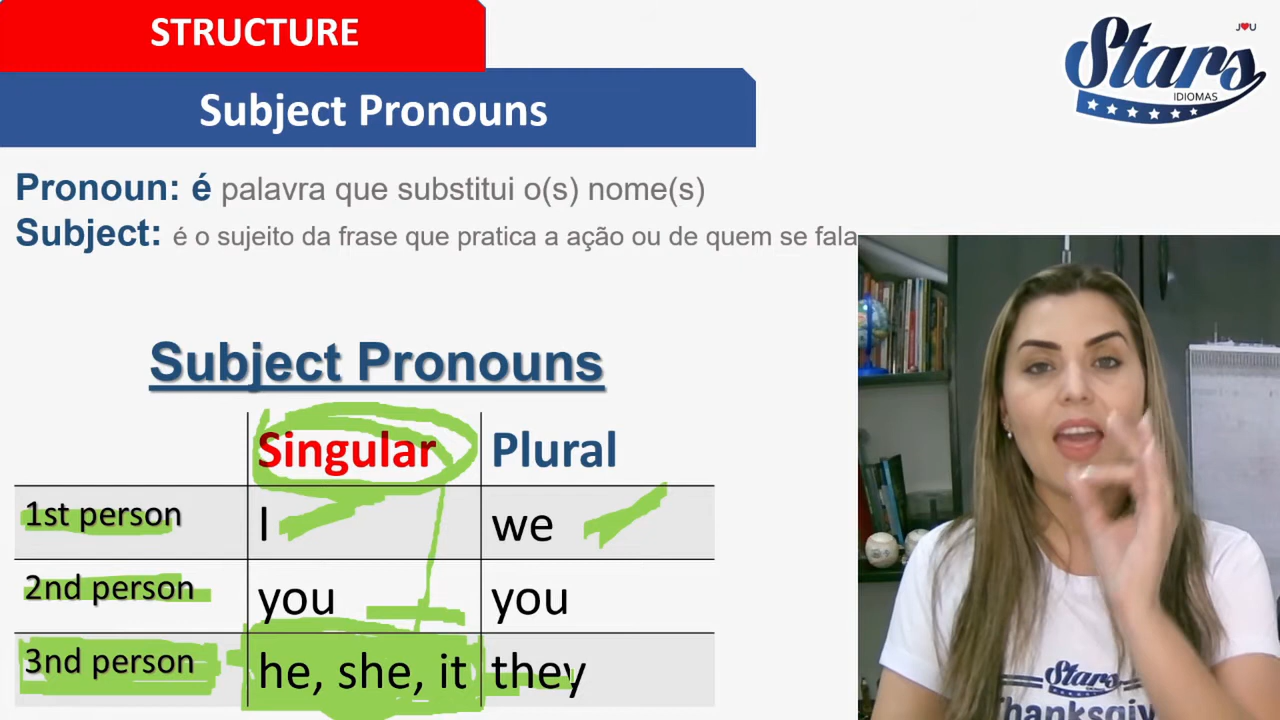 STRUCTURE
Subject Pronouns
J♥U
Stars
IDIOMAS
Pronoun: é palavra que substitui o(s) nome(s)
Subject: é o sujeito da frase que pratica a ação ou de quem se fala
Subject Pronouns
Singular Plural
1st person I we
2nd person you you
3nd person he, she, it they
Stars